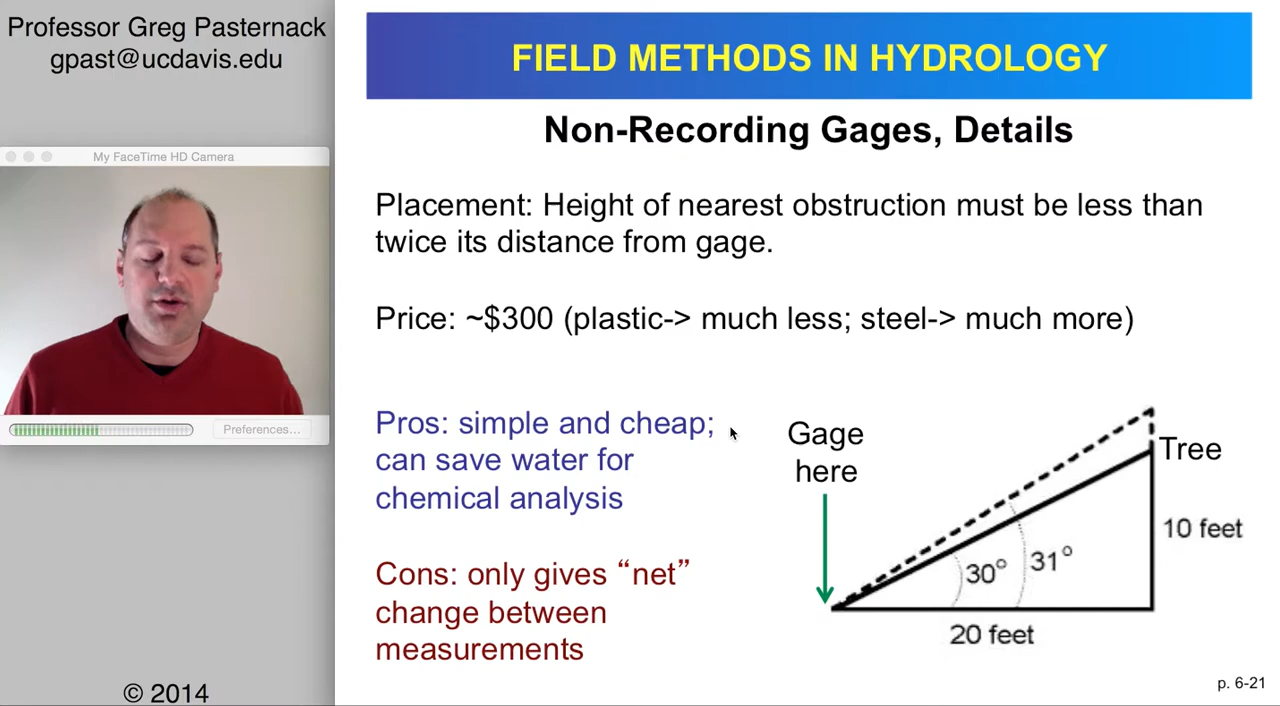 Professor Greg Pasternack
gpast@ucdavis.edu
My FaceTime HD Camera
Preferences...
© 2014
FIELD METHODS IN HYDROLOGY
Non-Recording Gages, Details
Placement: Height of nearest obstruction must be less than
twice its distance from gage.
Price: ~$300 (plastic-> much less; steel-> much more)
Pros: simple and cheap;
can save water for
chemical analysis
Cons: only gives “net”
change between
measurements
Gage
here
Tree
10 feet
30°
31°
20 feet
p. 6-21